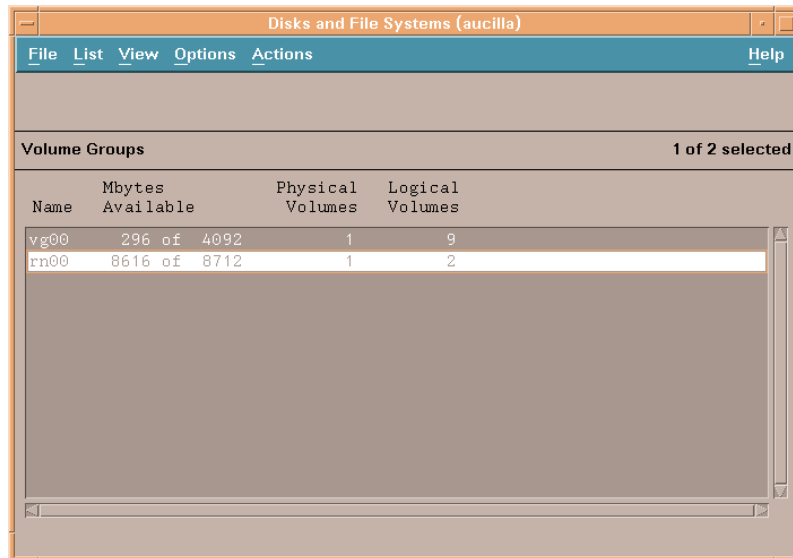 Disks and File Systems (aucilla)
File List View Options Actions Help
Volume Groups 1 of 2 selected
Mbytes Physical Logical
Name Available Volumes Volumes
vg00 296 of 4092 1 9
rn00 8616 of 8712 1 2